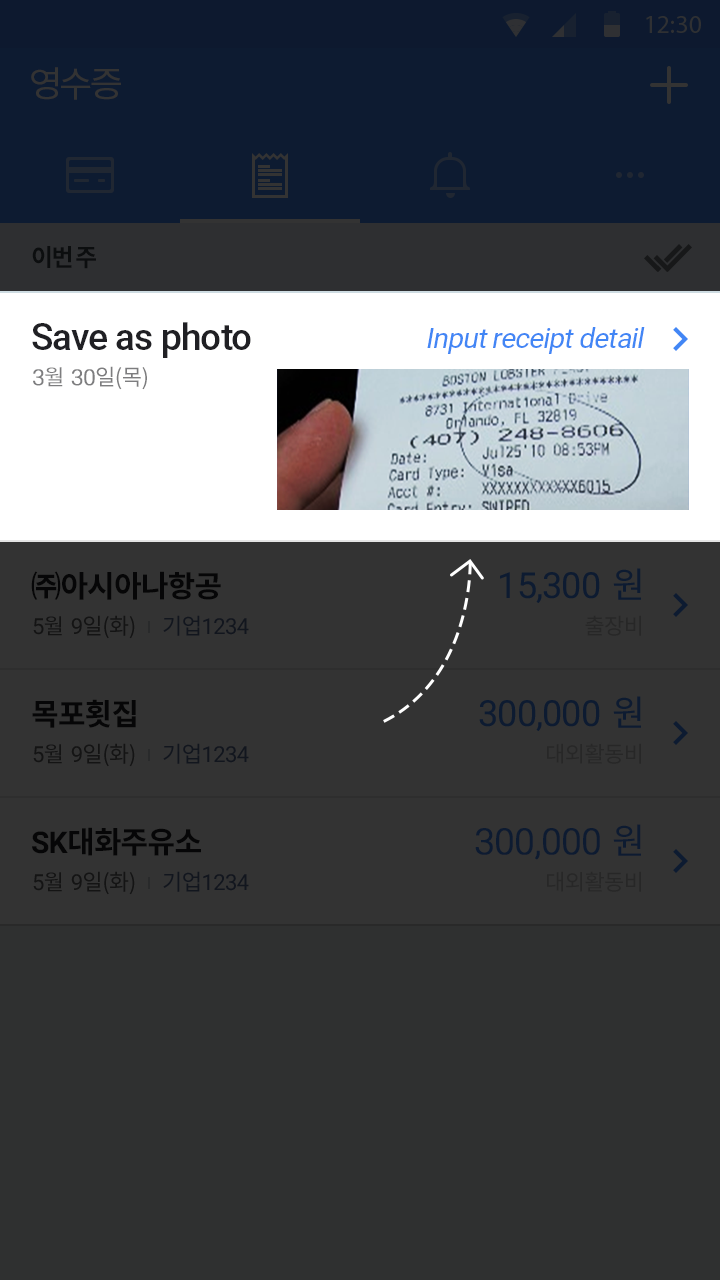 12:30
영수증
이번 주
Save as photo
Input receipt detail
3월 30일(목)
BOSTON LOBSTER
********************************
8731 International Drive
Orlando, FL 32819
(407) 248-8606
Date: Jul25'10 08:53PM
Card Type: Visa
Acct #: XXXXXXXXXXXX6015
Card Entry: SWIPED
㈜아시아나항공
15,300 원
5월 9일(화) | 기업1234
출장비
목포횟집
300,000 원
5월 9일(화) | 기업1234
대외활동비
SK대화주유소
300,000 원
5월 9일(화) | 기업1234
대외활동비